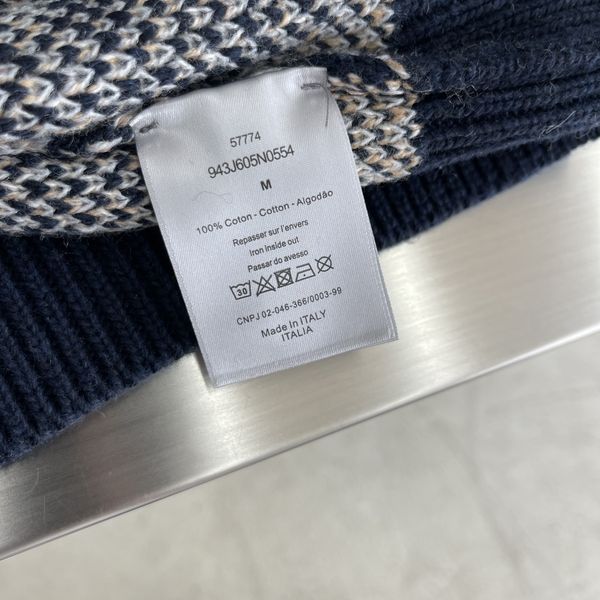 57774
943J605N0554
M
100% Coton - Cotton - Algodão
Repasser sur l'envers
Iron Inside out
Passar do avesso
30
CNPJ 02-046-366/0003-99
Made In ITALY
ITALIA